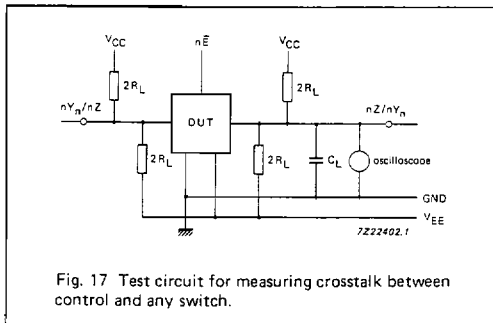 VCC nE̅ VCC
2RL 2RL
nYn/nZ DUT nZ/nYn
2RL 2RL CL oscilloscope
GND
VEE
7Z22402.1
Fig. 17 Test circuit for measuring crosstalk between
control and any switch.